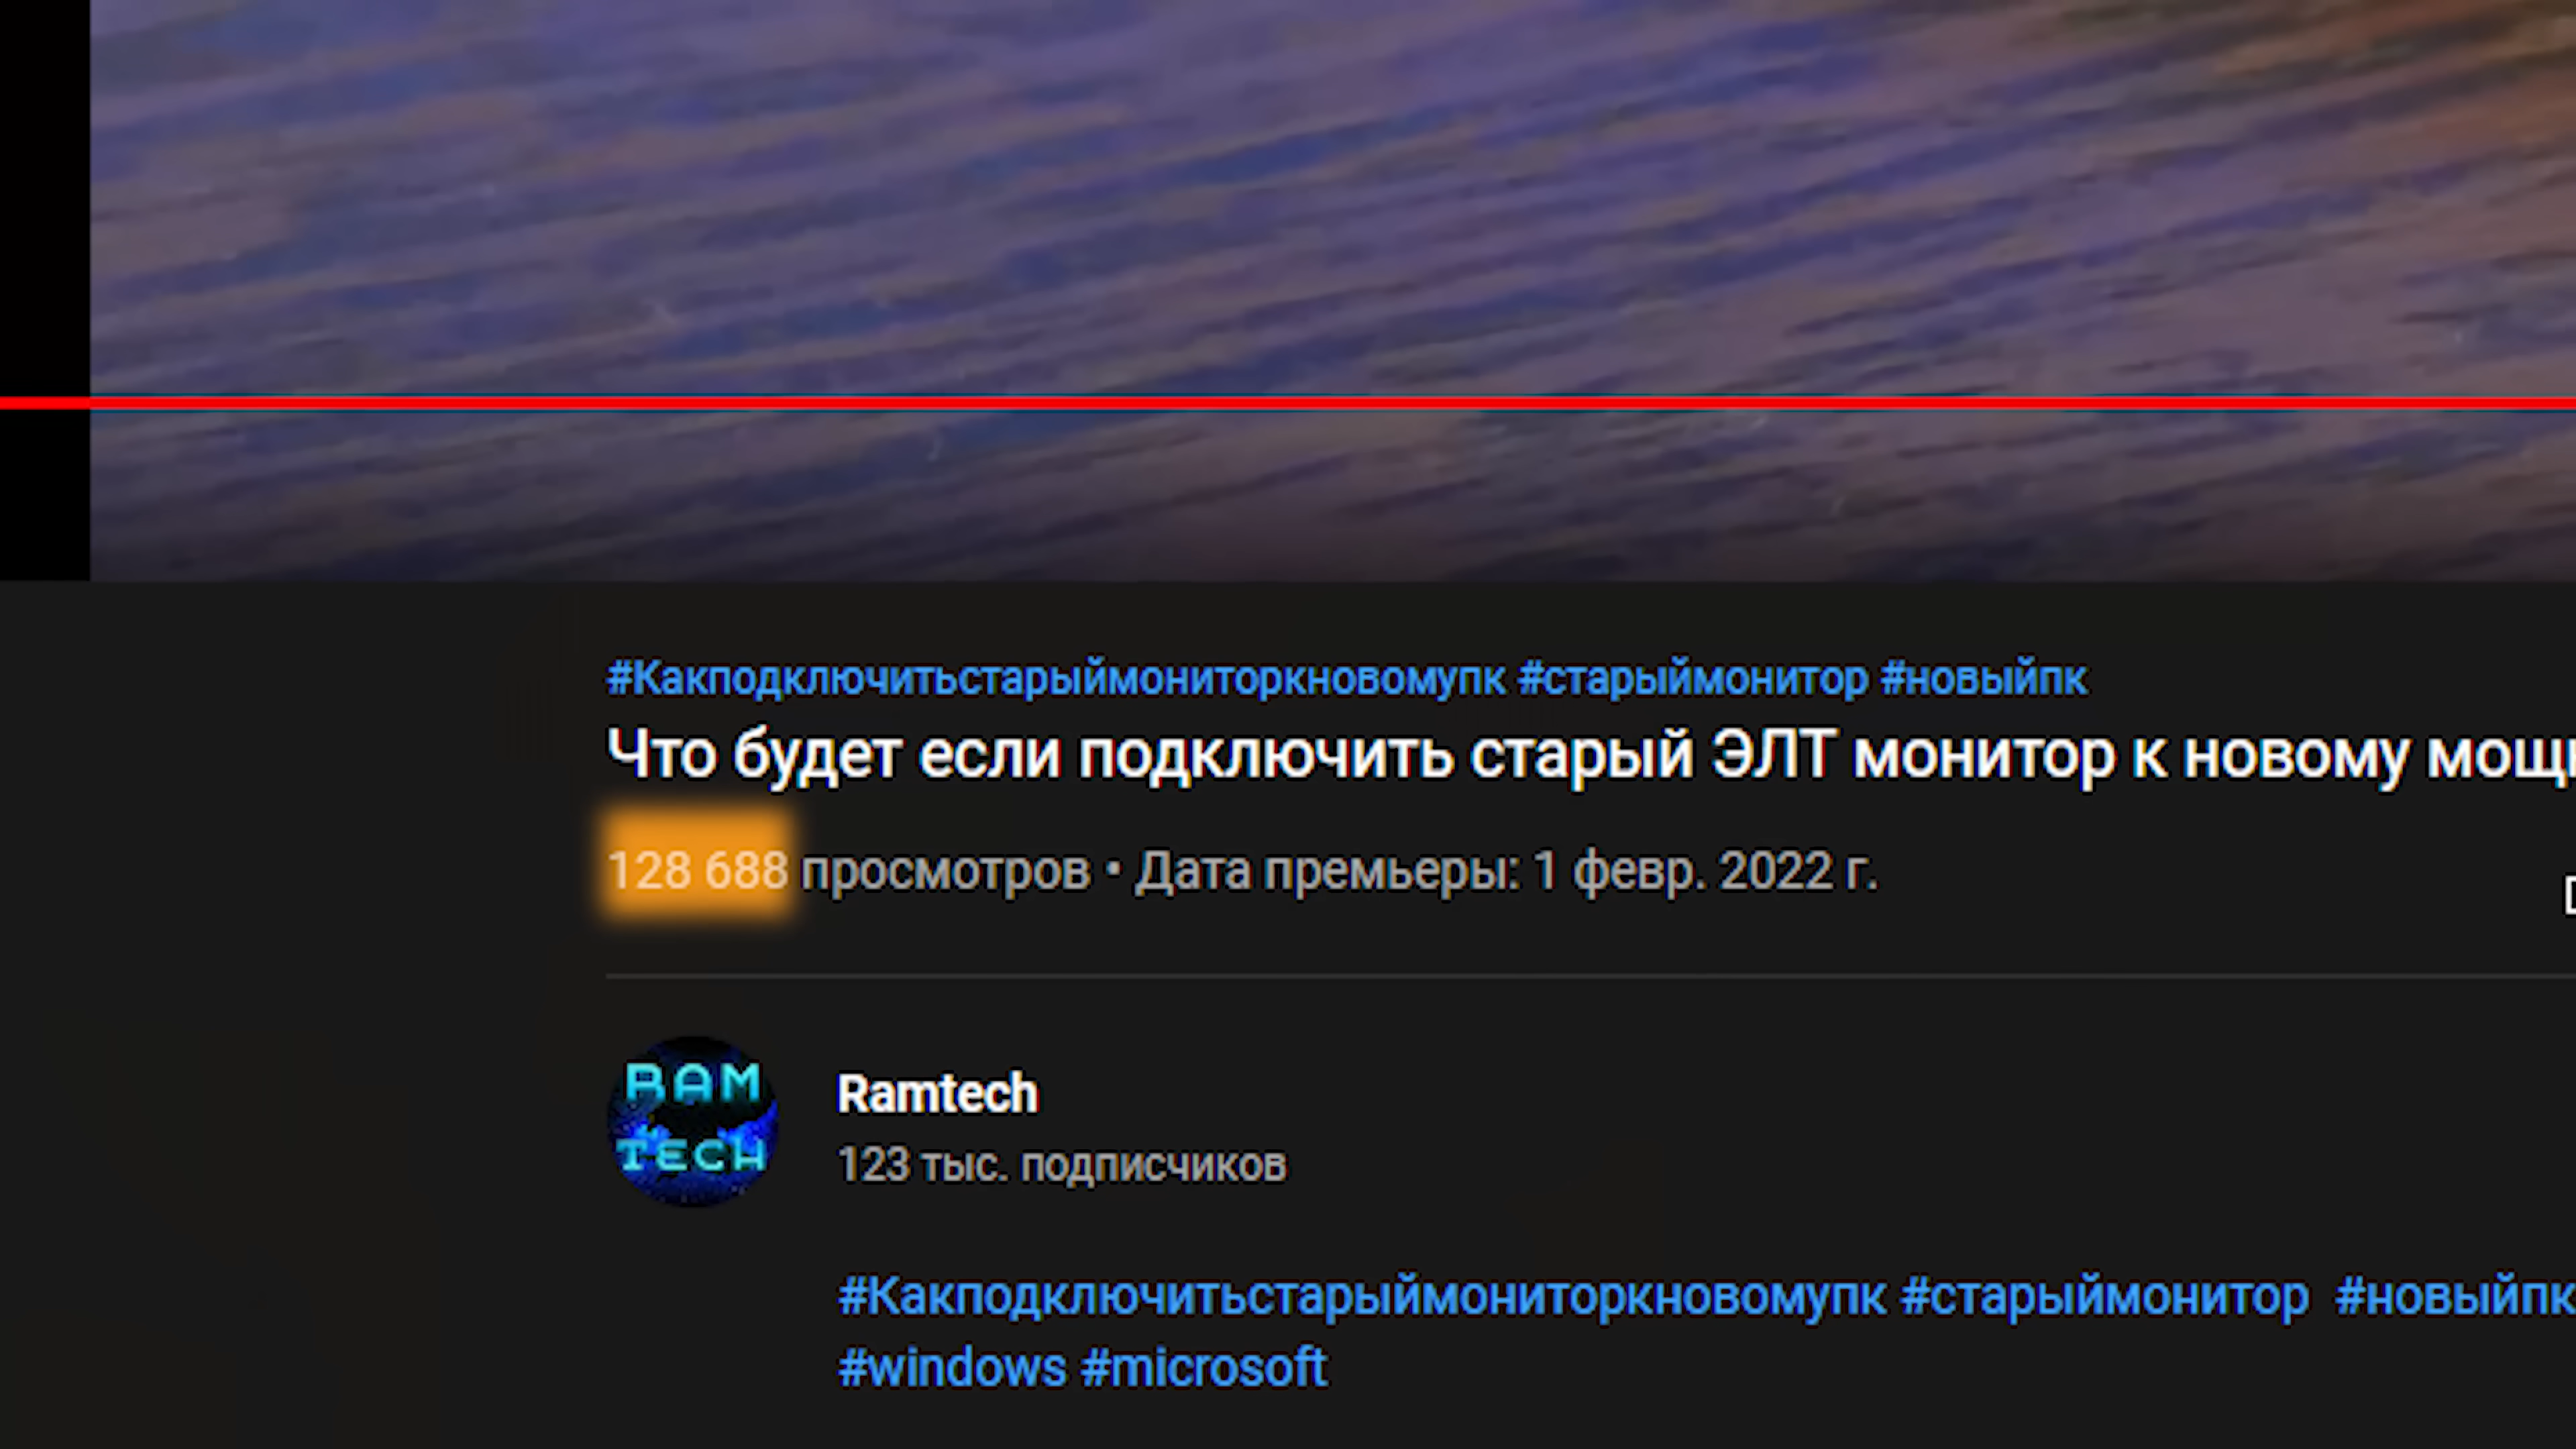 #Какподключитьстарыймониторкновомупк #старыймонитор #новыйпк
Что будет если подключить старый ЭЛТ монитор к новому
128 688 просмотров • Дата премьеры: 1 февр. 2022 г.
RAM
TECH
Ramtech
123 тыс. подписчиков
#Какподключитьстарыймониторкновомупк #старыймонитор #новыйпк
#windows #microsoft